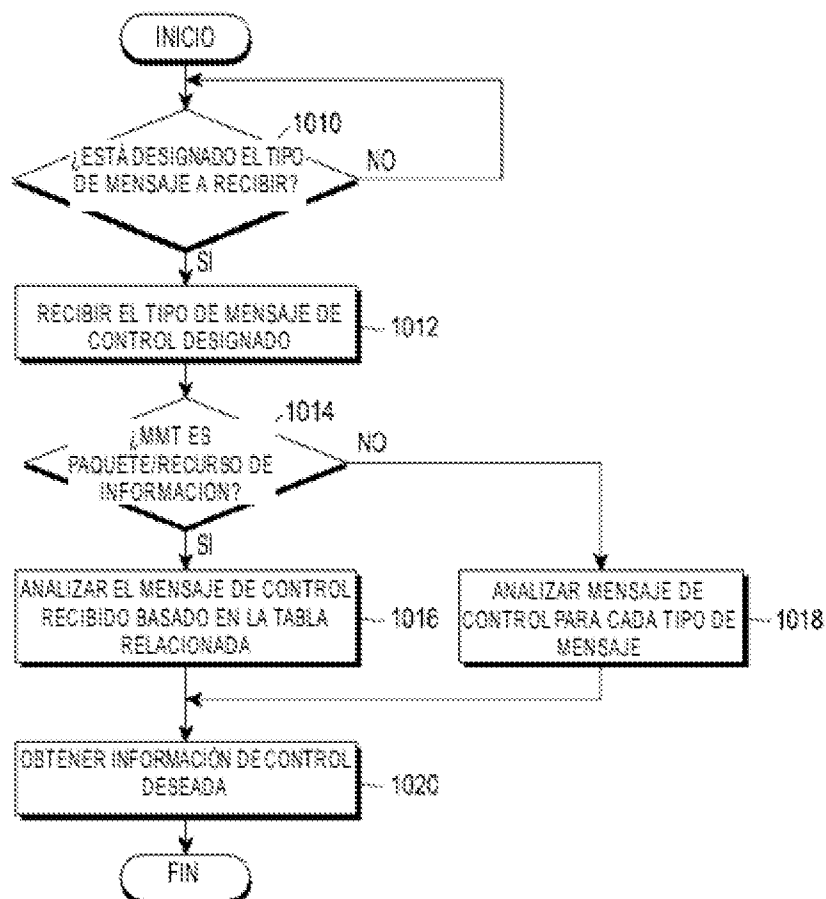 INICIO
1010
¿ESTÁ DESIGNADO EL TIPO
DE MENSAJE A RECIBIR?
NO
SI
RECIBIR EL TIPO DE MENSAJE DE
CONTROL DESIGNADO
1012
1014
¿MMT ES
PAQUETE/RECURSO DE
INFORMACIÓN?
NO
SI
ANALIZAR EL MENSAJE DE CONTROL
RECIBIDO BASADO EN LA TABLA
RELACIONADA
1016
ANALIZAR MENSAJE DE
CONTROL PARA CADA TIPO DE
MENSAJE
1018
OBTENER INFORMACIÓN DE CONTROL
DESEADA
1020
FIN